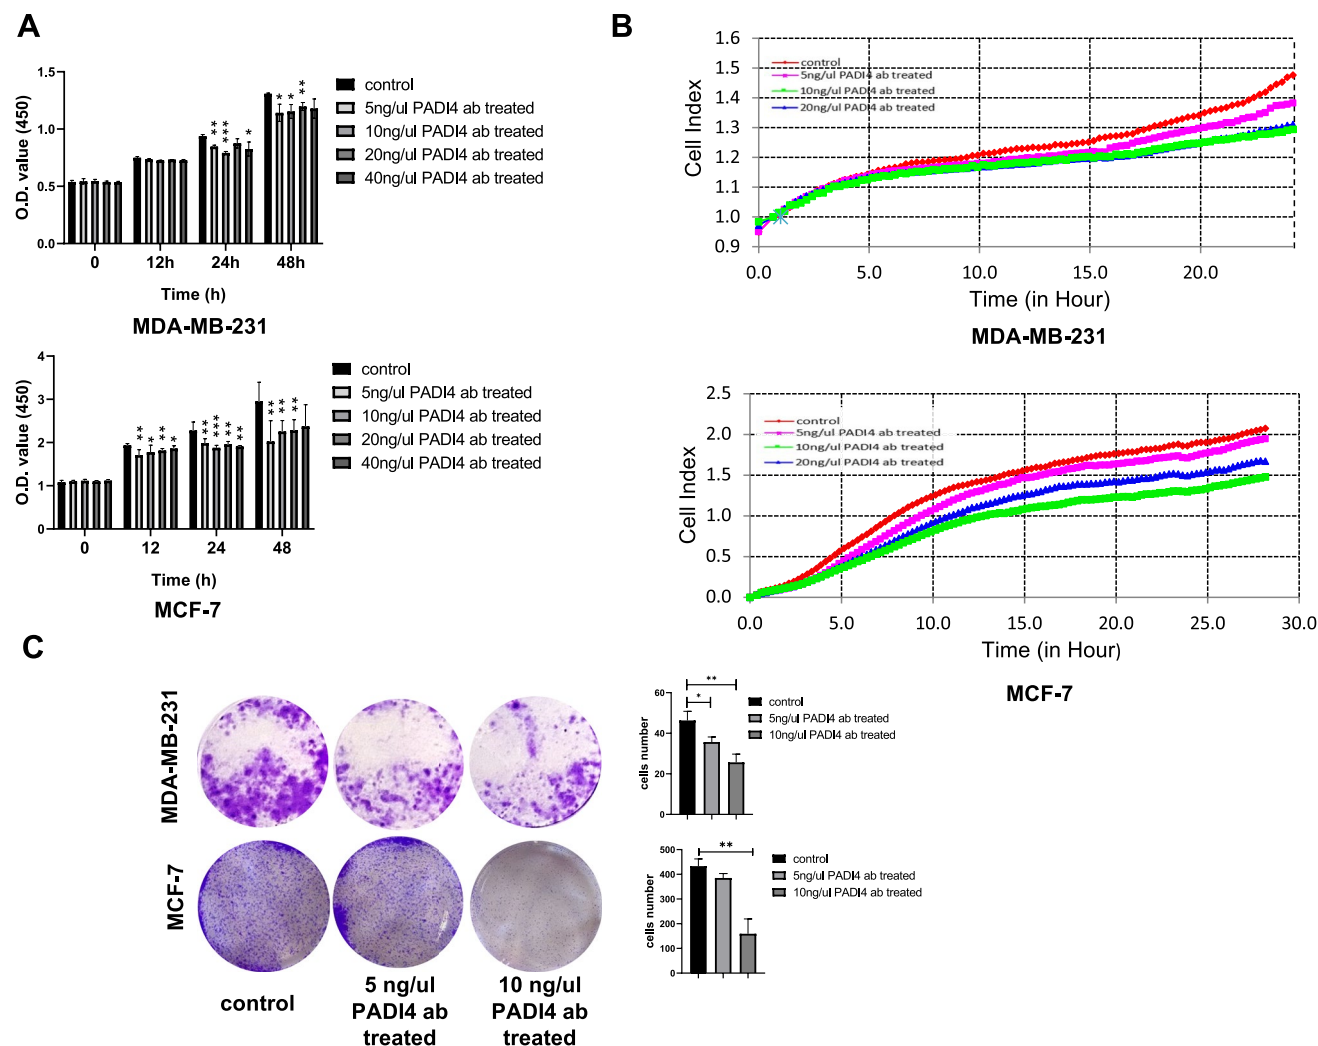 A
O.D. value (450)
1.5
1.0
0.5
0.0
** *** * * * **
0 12h 24h 48h
Time (h)
MDA-MB-231
control
5ng/ul PADI4 ab treated
10ng/ul PADI4 ab treated
20ng/ul PADI4 ab treated
40ng/ul PADI4 ab treated
O.D. value (450)
4
3
2
1
0
** * ** * ** *** ** ** ** ** **
0 12 24 48
Time (h)
MCF-7
control
5ng/ul PADI4 ab treated
10ng/ul PADI4 ab treated
20ng/ul PADI4 ab treated
40ng/ul PADI4 ab treated
B
Cell Index
1.6
1.5
1.4
1.3
1.2
1.1
1.0
0.9
control
5ng/ul PADI4 ab treated
10ng/ul PADI4 ab treated
20ng/ul PADI4 ab treated
0.0 5.0 10.0 15.0 20.0
Time (in Hour)
MDA-MB-231
Cell Index
2.5
2.0
1.5
1.0
0.5
0.0
control
5ng/ul PADI4 ab treated
10ng/ul PADI4 ab treated
20ng/ul PADI4 ab treated
0.0 5.0 10.0 15.0 20.0 25.0 30.0
Time (in Hour)
MCF-7
C
MDA-MB-231
MCF-7
control
5 ng/ul
PADI4 ab
treated
10 ng/ul
PADI4 ab
treated
cells number
60
40
20
0
**
*
control
5ng/ul PADI4 ab treated
10ng/ul PADI4 ab treated
cells number
500
400
300
200
100
0
**
control
5ng/ul PADI4 ab treated
10ng/ul PADI4 ab treated